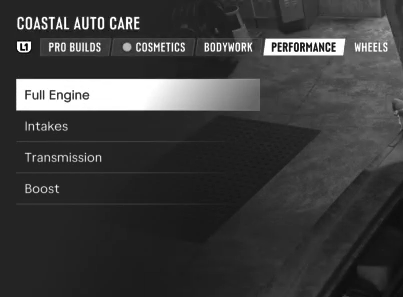 COASTAL AUTO CARE
L1 PRO BUILDS COSMETICS BODYWORK PERFORMANCE WHEELS
Full Engine
Intakes
Transmission
Boost